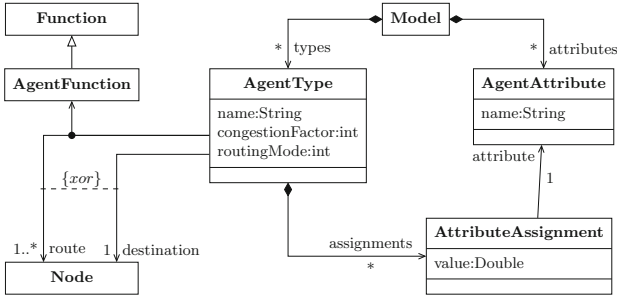 Function
Model
* types
* attributes
AgentFunction
AgentType
AgentAttribute
name:String
congestionFactor:int
routingMode:int
name:String
attribute
1
{xor}
1..* route
1 destination
assignments
*
AttributeAssignment
value:Double
Node